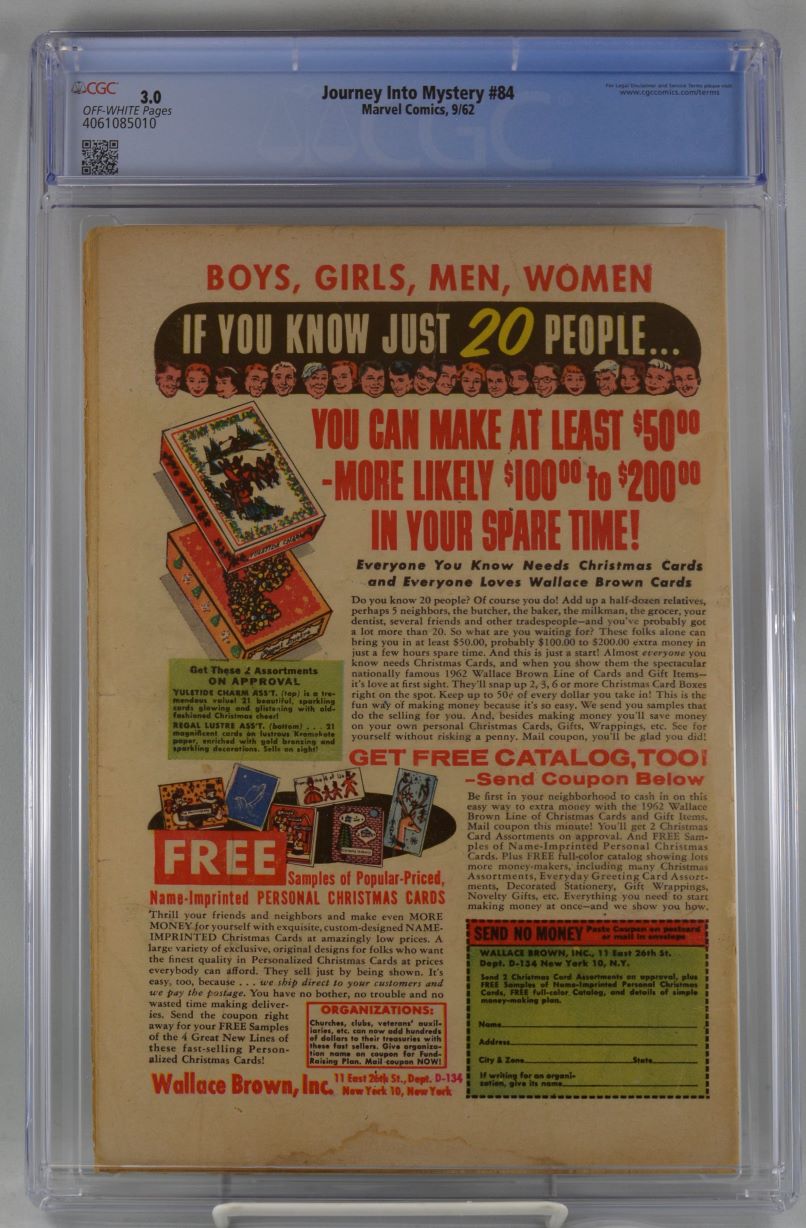 CGC
3.0
OFF-WHITE Pages
4061085010
Journey Into Mystery #84
Marvel Comics, 9/62
For Legal Disclaimer and Service Terms please visit
www.cgccomics.com/terms
BOYS, GIRLS, MEN, WOMEN
IF YOU KNOW JUST 20 PEOPLE...
YOU CAN MAKE AT LEAST $50⁰⁰
-MORE LIKELY $100⁰⁰ to $200⁰⁰
IN YOUR SPARE TIME!
Everyone You Know Needs Christmas Cards
and Everyone Loves Wallace Brown Cards
Do you know 20 people? Of course you do! Add up a half-dozen relatives,
perhaps 5 neighbors, the butcher, the baker, the milkman, the grocer, your
dentist, several friends and other tradespeople—and you've probably got
a lot more than 20. So what are you waiting for? These folks alone can
bring you in at least $50.00, probably $100.00 to $200.00 extra money in
just a few hours spare time. And this is just a start! Almost everyone you
know needs Christmas Cards, and when you show them the spectacular
nationally famous 1962 Wallace Brown Line of Cards and Gift Items—
it's love at first sight. They'll snap up 2, 3, 6 or more Christmas Card Boxes
right on the spot. Keep up to 50¢ of every dollar you take in! This is the
fun way of making money because it's so easy. We send you samples that
do the selling for you. And, besides making money you'll save money
on your own personal Christmas Cards, Gifts, Wrappings, etc. See for
yourself without risking a penny. Mail coupon, you'll be glad you did!
YULETIDE CHARM
Get These 2 Assortments
ON APPROVAL
YULETIDE CHARM ASS'T. (top) is a tre-
mendous value! 21 beautiful, sparkling
cards glowing and glistening with old-
fashioned Christmas cheer!
REGAL LUSTRE ASS'T. (bottom) . . . 21
magnificent cards on lustrous Kromekote
paper, enriched with gold bronzing and
sparkling decorations. Sells on sight!
GET FREE CATALOG, TOO!
-Send Coupon Below
Be first in your neighborhood to cash in on this
easy way to extra money with the 1962 Wallace
Brown Line of Christmas Cards and Gift Items.
Mail coupon this minute! You'll get 2 Christmas
Card Assortments on approval. And FREE Sam-
ples of Name-Imprinted Personal Christmas
Cards. Plus FREE full-color catalog showing lots
more money-makers, including many Christmas
Assortments, Everyday Greeting Card Assort-
ments, Decorated Stationery, Gift Wrappings,
Novelty Gifts, etc. Everything you need to start
making money at once—and we show you how.
FREE
Samples of Popular-Priced,
Name-Imprinted PERSONAL CHRISTMAS CARDS
Thrill your friends and neighbors and make even MORE
MONEY for yourself with exquisite, custom-designed NAME-
IMPRINTED Christmas Cards at amazingly low prices. A
large variety of exclusive, original designs for folks who want
the finest quality in Personalized Christmas Cards at prices
everybody can afford. They sell just by being shown. It's
easy, too, because . . . we ship direct to your customers and
we pay the postage. You have no bother, no trouble and no
wasted time making deliver-
ies. Send the coupon right
away for your FREE Samples
of the 4 Great New Lines of
these fast-selling Person-
alized Christmas Cards!
ORGANIZATIONS:
Churches, clubs, veterans' auxil-
iaries, etc. can now add hundreds
of dollars to their treasuries with
these fast sellers. Give organiza-
tion name on coupon for Fund-
Raising Plan. Mail coupon NOW!
Wallace Brown, Inc. 11 East 26th St., Dept. D-134
New York 10, New York
SEND NO MONEY Paste Coupon on postcard
or mail in envelope
WALLACE BROWN, INC., 11 East 26th St.
Dept. D-134 New York 10, N.Y.
Send 2 Christmas Card Assortments on approval, plus
FREE Samples of Name-Imprinted Personal Christmas
Cards, FREE full-color Catalog, and details of simple
money-making plan.
Name
Address
City & Zone State
If writing for an organi-
zation, give its name